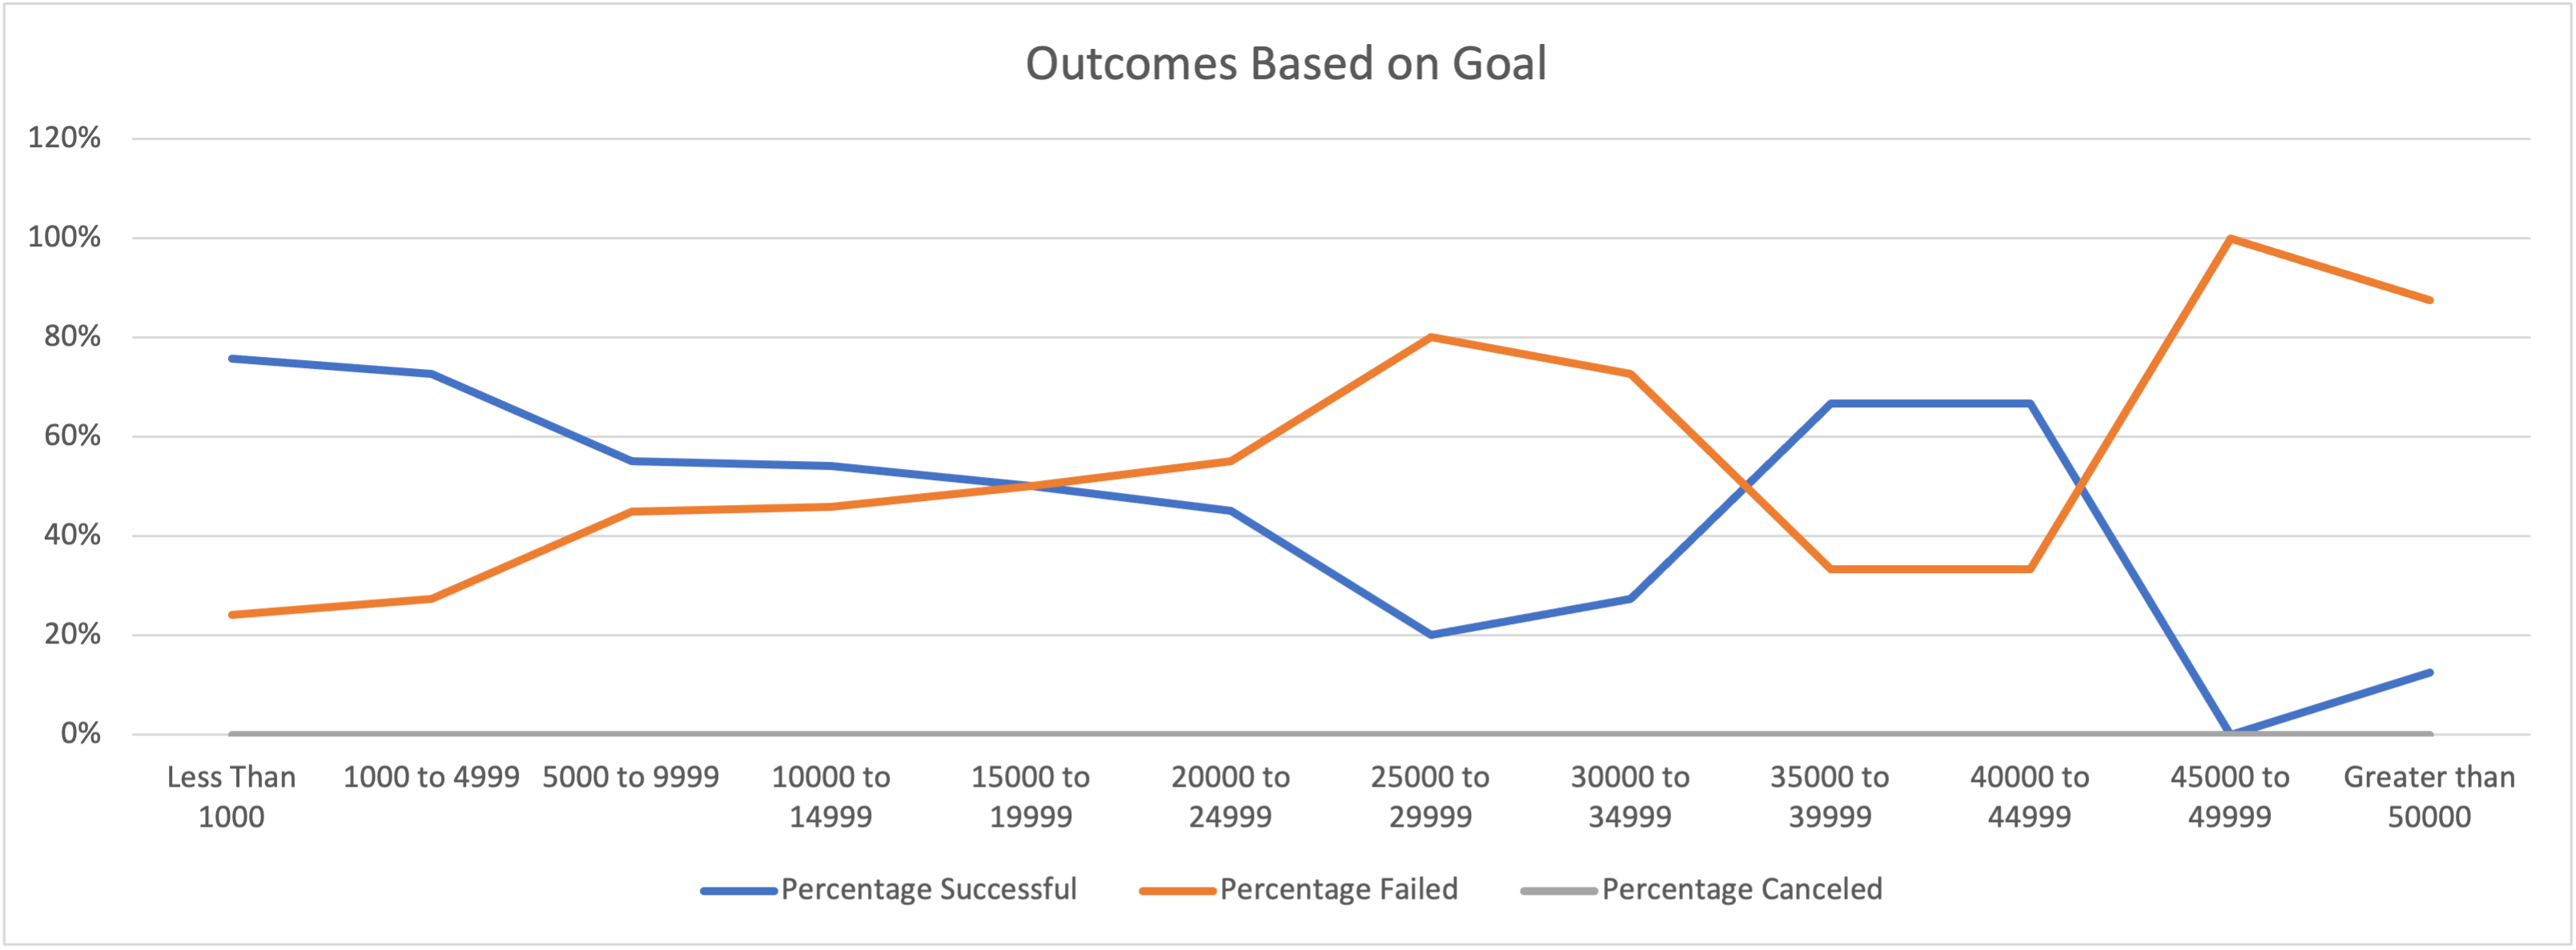 Outcomes Based on Goal
120%
100%
80%
60%
40%
20%
0%
Less Than 1000
1000 to 4999
5000 to 9999
10000 to 14999
15000 to 19999
20000 to 24999
25000 to 29999
30000 to 34999
35000 to 39999
40000 to 44999
45000 to 49999
Greater than 50000
Percentage Successful
Percentage Failed
Percentage Canceled